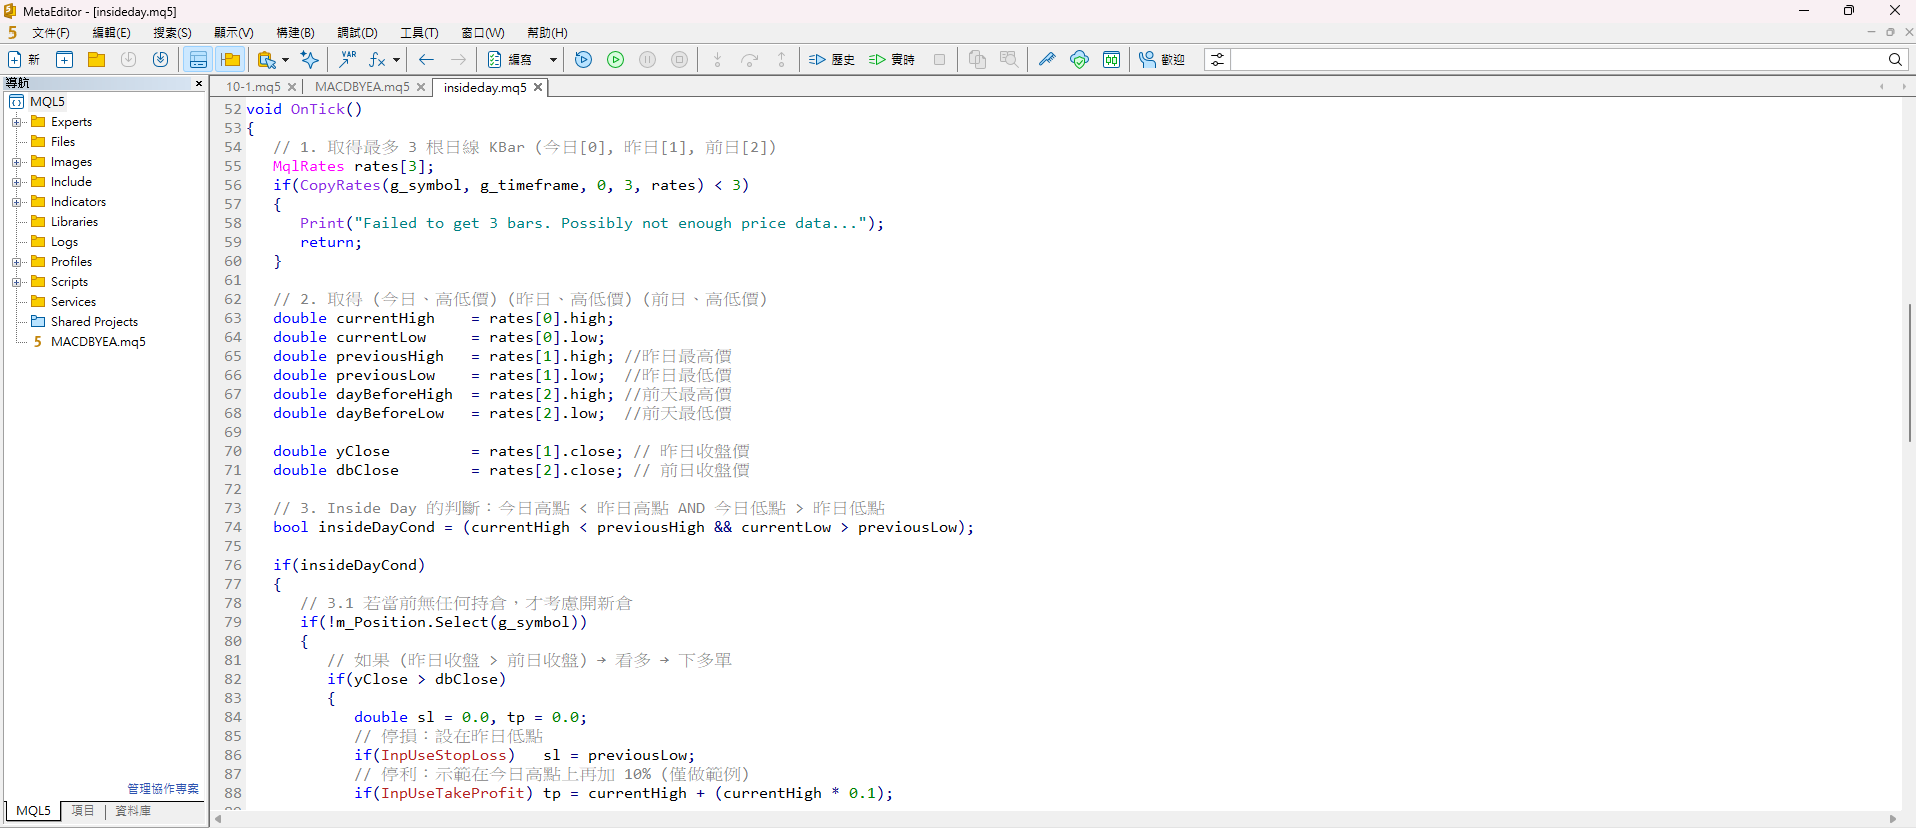 MetaEditor - [insideday.mq5]
文件(F) 編輯(E) 搜索(S) 顯示(V) 構建(B) 調試(D) 工具(T) 窗口(W) 幫助(H)
新 VAR 編寫 歷史 實時 歡迎
導航
10-1.mq5 MACDBYEA.mq5 insideday.mq5
MQL5
Experts
Files
Images
Include
Indicators
Libraries
Logs
Profiles
Scripts
Services
Shared Projects
MACDBYEA.mq5
管理協作專案
MQL5 項目 資料庫
52 void OnTick()
53 {
54 // 1. 取得最多 3 根日線 KBar (今日[0], 昨日[1], 前日[2])
55 MqlRates rates[3];
56 if(CopyRates(g_symbol, g_timeframe, 0, 3, rates) < 3)
57 {
58 Print("Failed to get 3 bars. Possibly not enough price data...");
59 return;
60 }
61
62 // 2. 取得 (今日、高低價) (昨日、高低價) (前日、高低價)
63 double currentHigh = rates[0].high;
64 double currentLow = rates[0].low;
65 double previousHigh = rates[1].high; //昨日最高價
66 double previousLow = rates[1].low; //昨日最低價
67 double dayBeforeHigh = rates[2].high; //前天最高價
68 double dayBeforeLow = rates[2].low; //前天最低價
69
70 double yClose = rates[1].close; // 昨日收盤價
71 double dbClose = rates[2].close; // 前日收盤價
72
73 // 3. Inside Day 的判斷：今日高點 < 昨日高點 AND 今日低點 > 昨日低點
74 bool insideDayCond = (currentHigh < previousHigh && currentLow > previousLow);
75
76 if(insideDayCond)
77 {
78 // 3.1 若當前無任何持倉，才考慮開新倉
79 if(!m_Position.Select(g_symbol))
80 {
81 // 如果 (昨日收盤 > 前日收盤) → 看多 → 下多單
82 if(yClose > dbClose)
83 {
84 double sl = 0.0, tp = 0.0;
85 // 停損：設在昨日低點
86 if(InpUseStopLoss) sl = previousLow;
87 // 停利：示範在今日高點上再加 10% (僅做範例)
88 if(InpUseTakeProfit) tp = currentHigh + (currentHigh * 0.1);